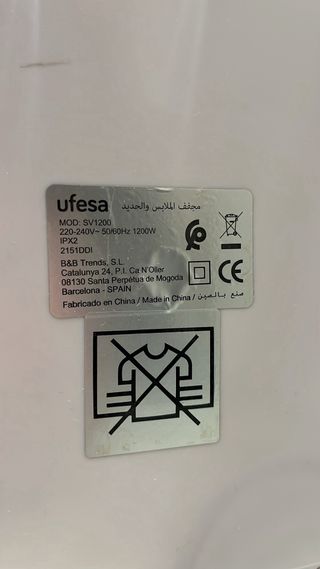 ufesa مجفف الملابس والحديد
MOD: SV1200
220-240V~ 50/60Hz 1200W
IPX2
2151DDI
B&B Trends, S.L.
Catalunya 24, P.I. Ca N'Oller
08130 Santa Perpétua de Mogoda
Barcelona - SPAIN
CE
Fabricado en China / Made in China / صنع بالصين